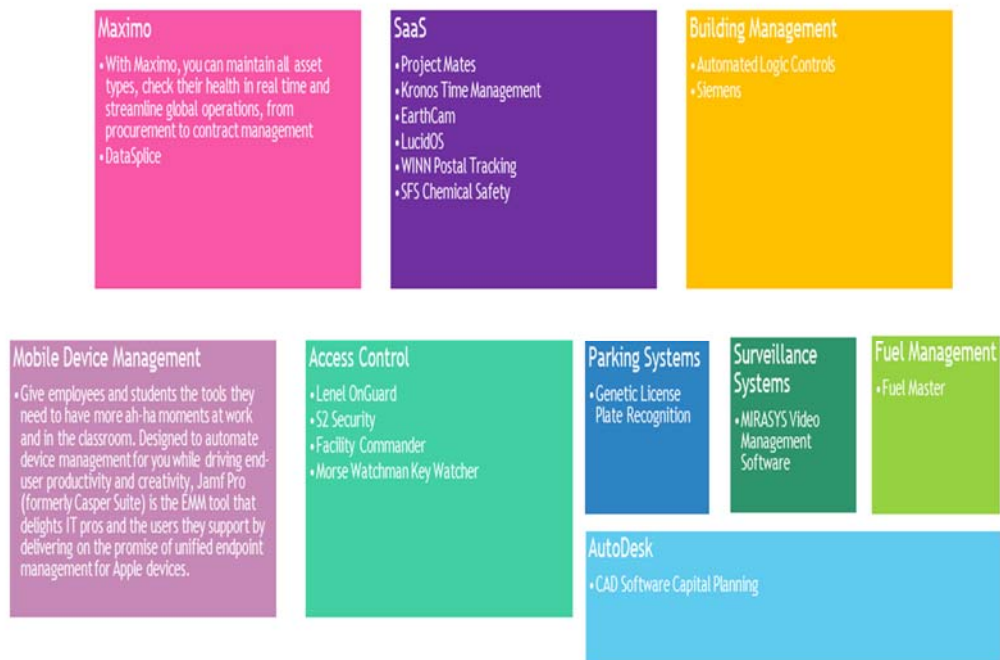 Maximo
•With Maximo, you can maintain all asset
types, check their health in real time and
streamline global operations, from
procurement to contract management
•DataSplice
SaaS
•Project Mates
•Kronos Time Management
•EarthCam
•LucidOS
•WINN Postal Tracking
•SFS Chemical Safety
Building Management
•Automated Logic Controls
•Siemens
Mobile Device Management
•Give employees and students the tools they
need to have more ah-ha moments at work
and in the classroom. Designed to automate
device management for you while driving end-
user productivity and creativity, Jamf Pro
(formerly Casper Suite) is the EMM tool that
delights IT pros and the users they support by
delivering on the promise of unified endpoint
management for Apple devices.
Access Control
•Lenel OnGuard
•S2 Security
•Facility Commander
•Morse Watchman Key Watcher
Parking Systems
•Genetic License
Plate Recognition
Surveillance
Systems
•MIRASYS Video
Management
Software
Fuel Management
•Fuel Master
AutoDesk
•CAD Software Capital Planning